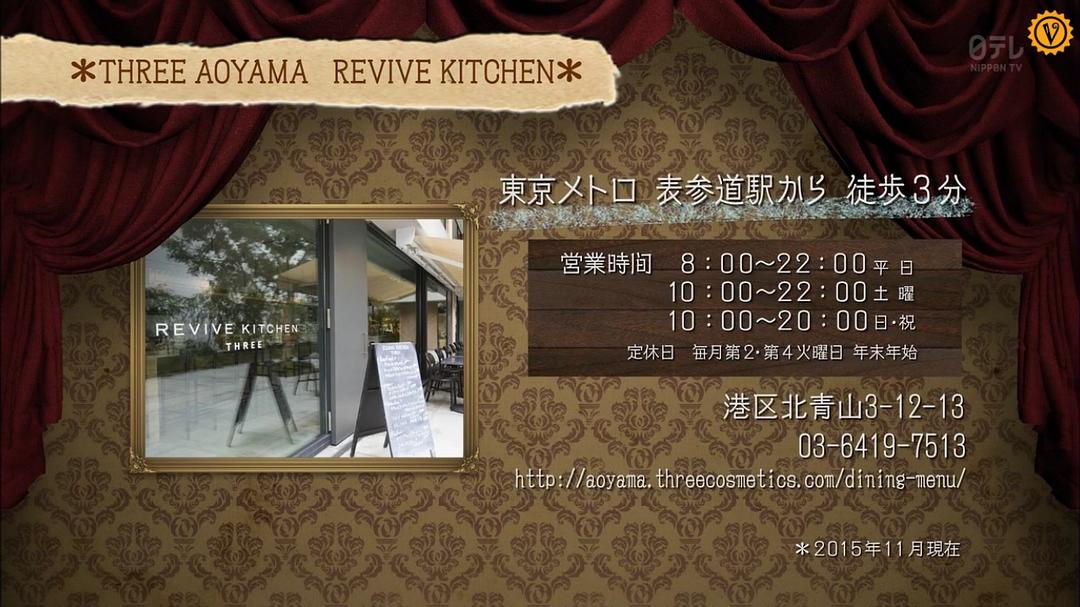 *THREE AOYAMA REVIVE KITCHEN*
日テレ
NIPPON TV
V
東京メトロ 表参道駅から 徒歩3分
REVIVE KITCHEN
THREE
営業時間 8:00~22:00平日
10:00~22:00土曜
10:00~20:00日・祝
定休日 毎月第2・第4火曜日 年末年始
港区北青山3-12-13
03-6419-7513
http://aoyama.threecosmetics.com/dining-menu/
*2015年11月現在